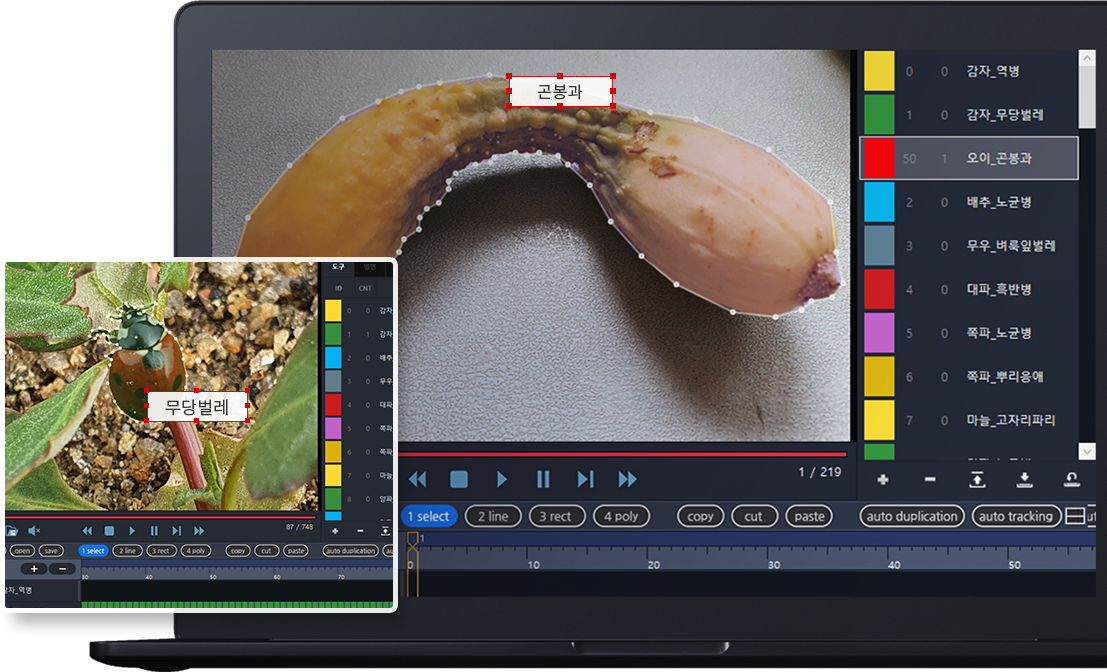 곤봉과
0 0 감자_역병
1 0 감자_무당벌레
50 1 오이_곤봉과
2 0 배추_노균병
3 0 무우_벼룩잎벌레
4 0 대파_흑반병
5 0 쪽파_노균병
6 0 쪽파_뿌리응애
7 0 마늘_고자리파리
1 / 219
1 select 2 line 3 rect 4 poly copy cut paste auto duplication auto tracking
1
0 10 20 30 40 50
도구
ID CNT
0 0 감자
1 1 감자
2 0 배추
3 0 무우
4 0 대파
5 0 쪽파
6 0 쪽파
7 0 마늘
8 0 양파
무당벌레
87 / 748
open save 1 select 2 line 3 rect 4 poly copy cut paste auto duplication
30 40 50 60 70
감자_역병